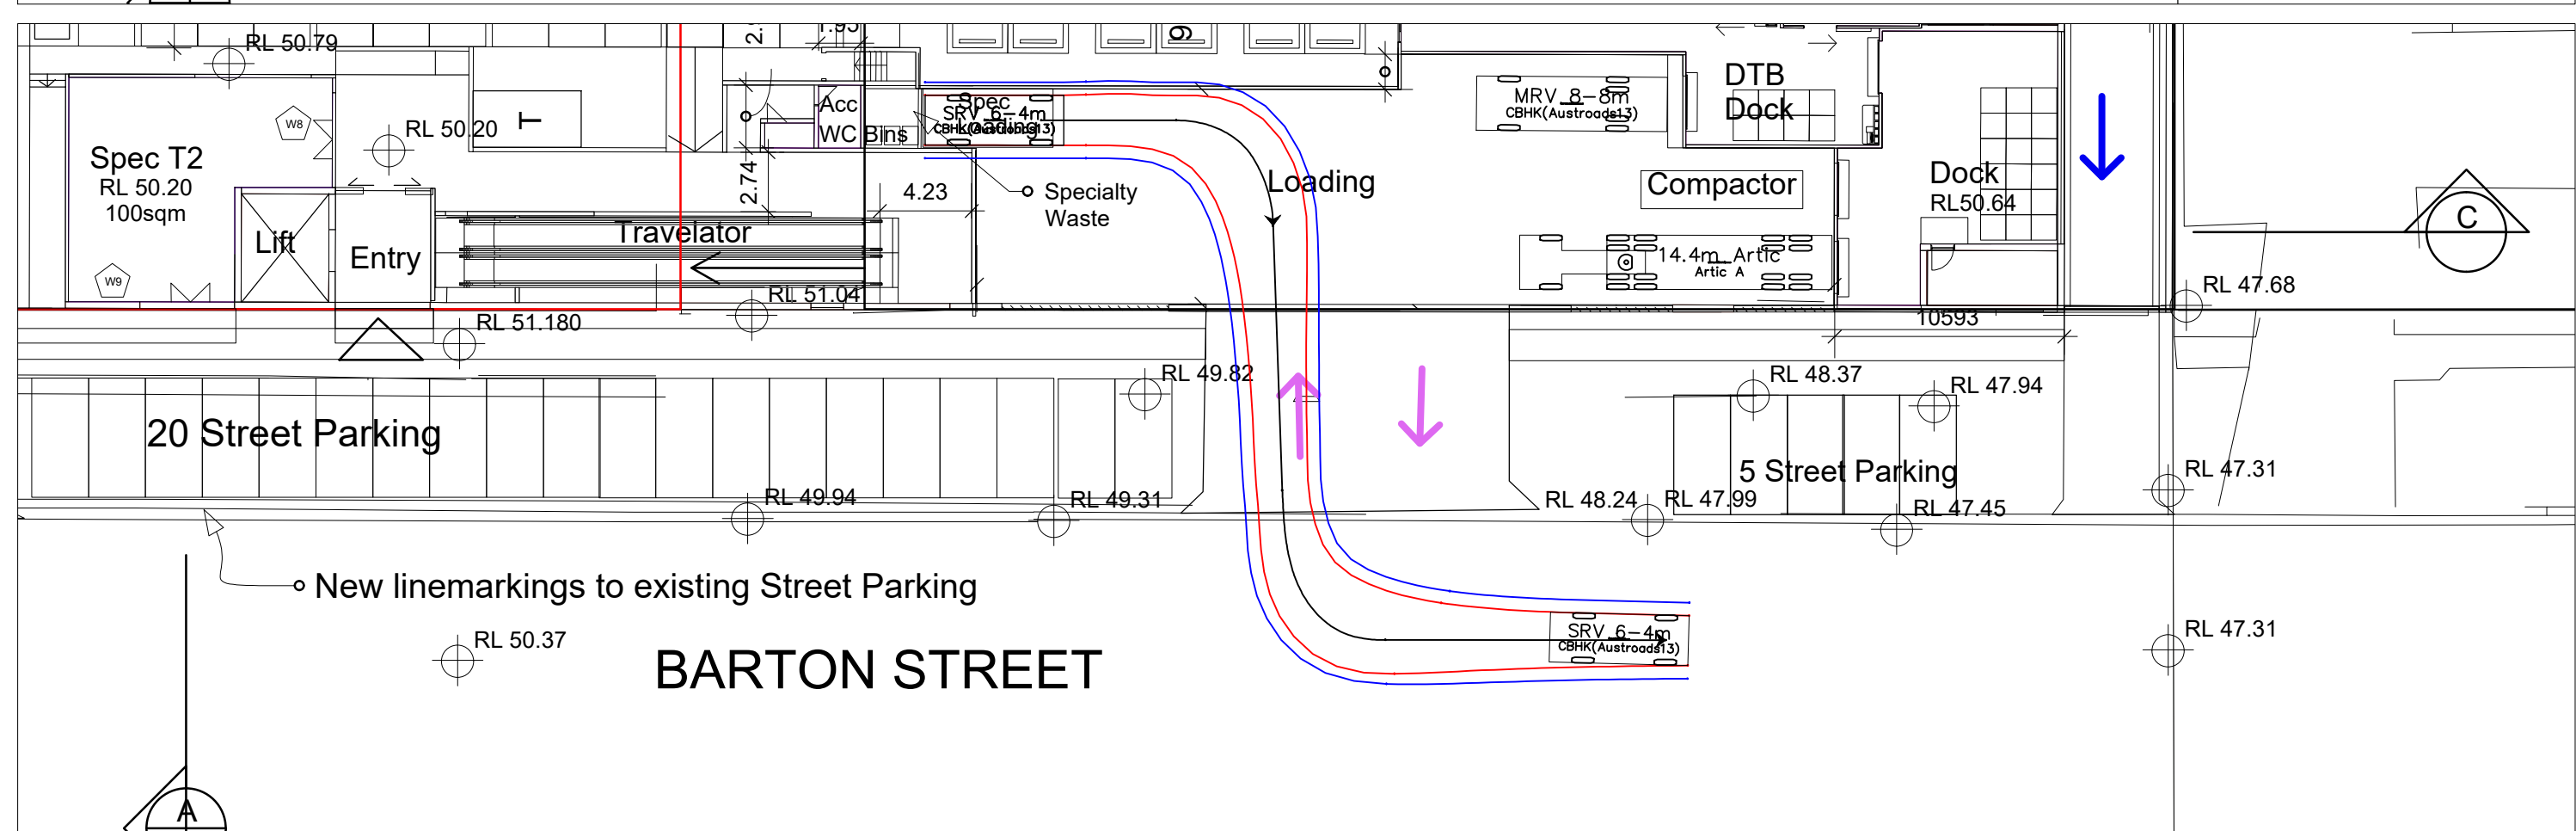 RL 50.79
2.
1.95
9
DTB
Dock
MRV 8-8m
CBHK(Austroads13)
Acc
WC
Bins
Spec
Loading
SRV 6-4m
CBHK(Austroads13)
T
W8
RL 50.20
Spec T2
RL 50.20
100sqm
2.74
4.23
Specialty
Waste
Loading
Compactor
Dock
RL50.64
C
Lift
Entry
Travelator
14.4m Artic
Artic A
W9
RL 51.04
RL 47.68
RL 51.180
10593
RL 49.82
RL 48.37
RL 47.94
20 Street Parking
5 Street Parking
RL 47.31
RL 49.94
RL 49.31
RL 48.24
RL 47.99
RL 47.45
New linemarkings to existing Street Parking
RL 50.37
BARTON STREET
SRV 6-4m
CBHK(Austroads13)
RL 47.31
A